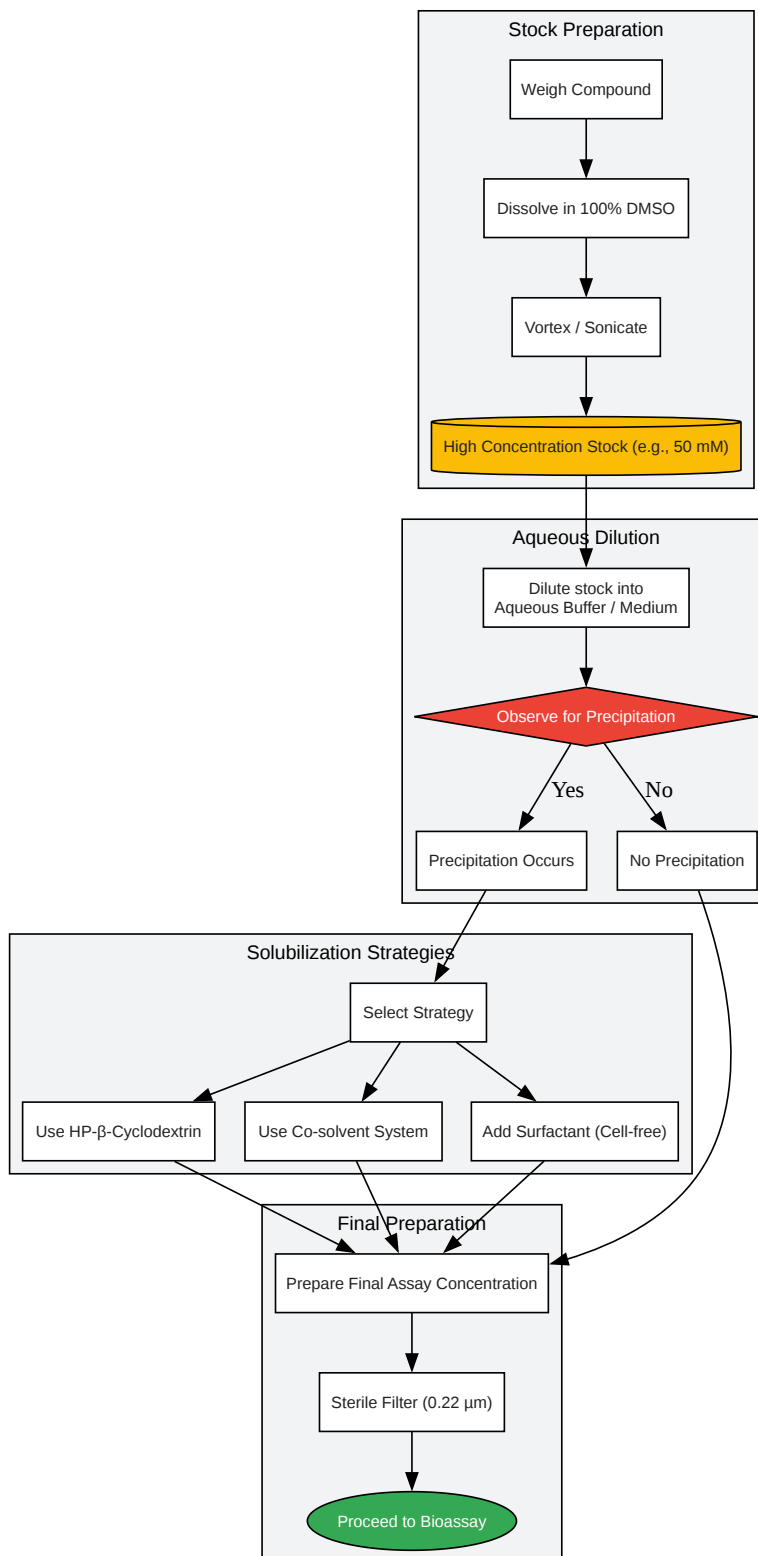 Stock Preparation
Weigh Compound
Dissolve in 100% DMSO
Vortex / Sonicate
High Concentration Stock (e.g., 50 mM)
Aqueous Dilution
Dilute stock into
Aqueous Buffer / Medium
Observe for Precipitation
Yes
No
Precipitation Occurs
No Precipitation
Solubilization Strategies
Select Strategy
Use HP-β-Cyclodextrin
Use Co-solvent System
Add Surfactant (Cell-free)
Final Preparation
Prepare Final Assay Concentration
Sterile Filter (0.22 µm)
Proceed to Bioassay